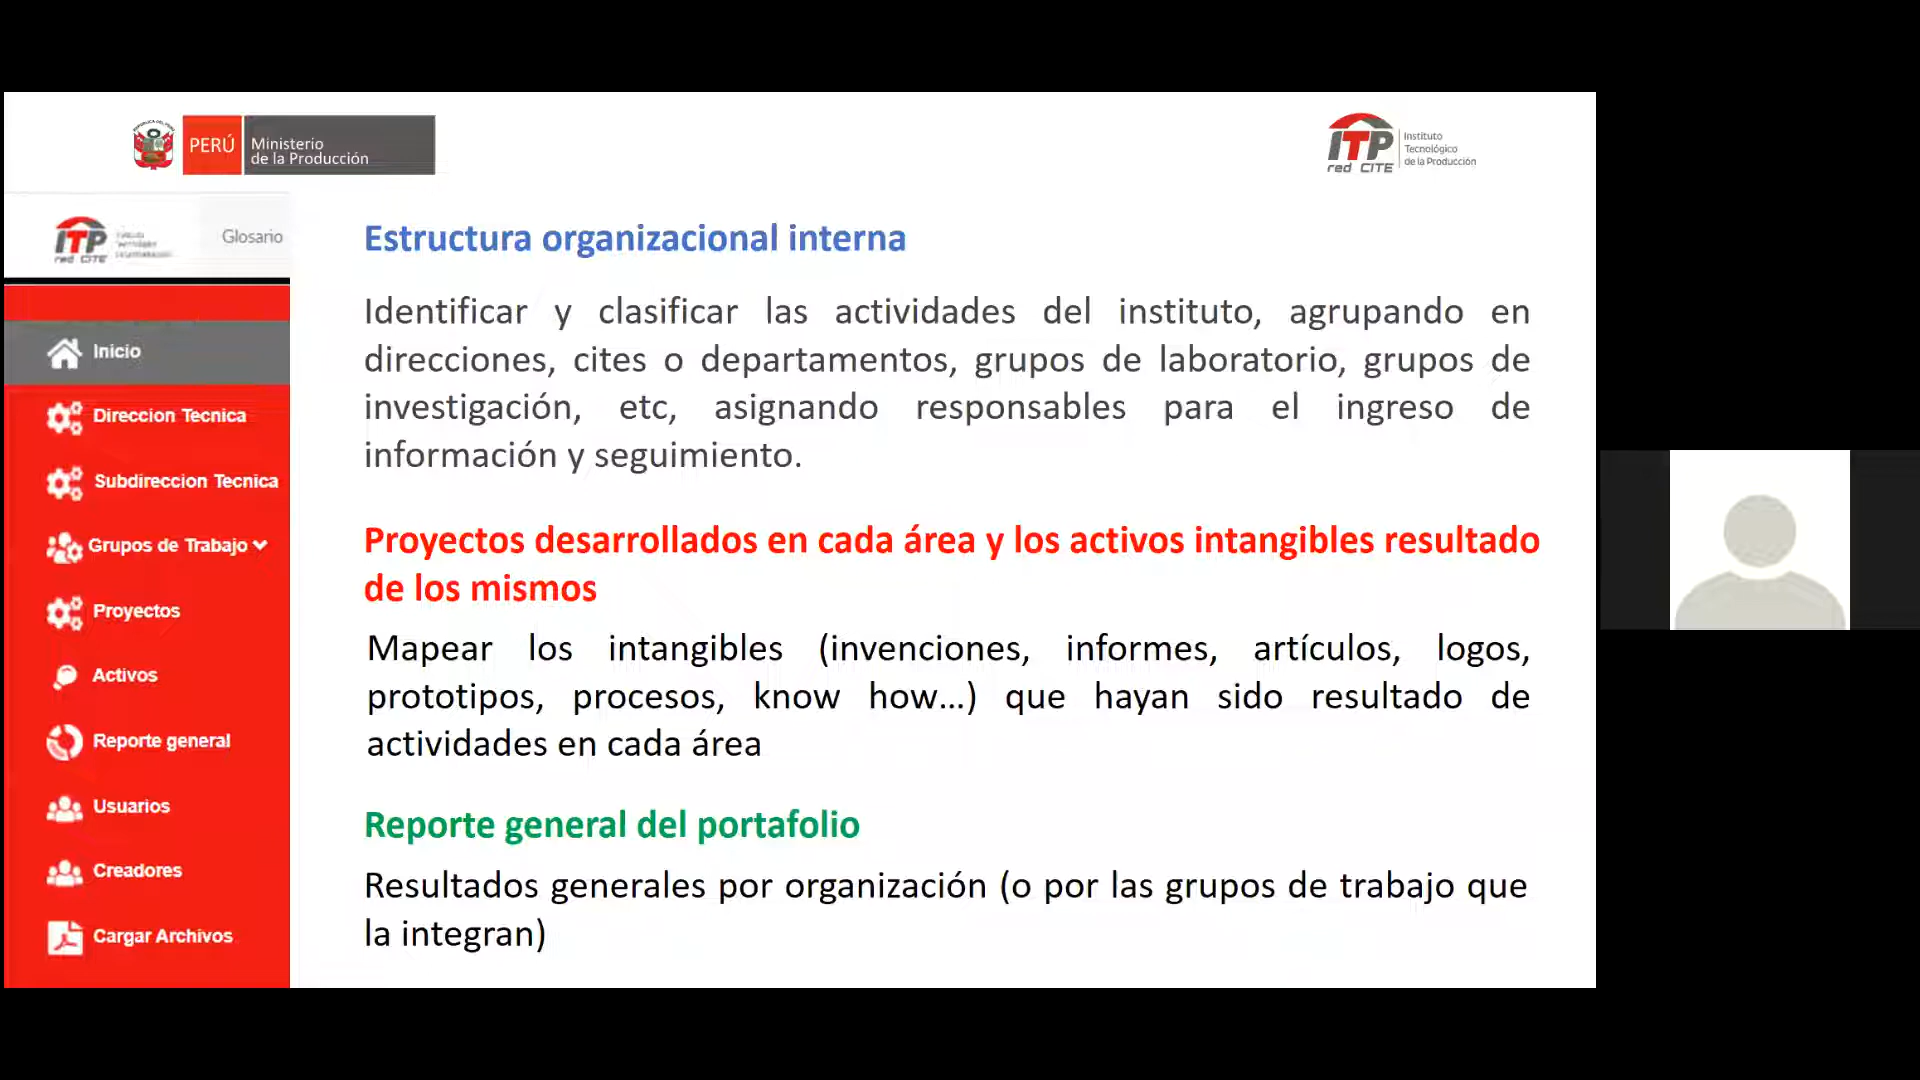 PERÚ
Ministerio
de la Producción
ITP
red CITE
Instituto
Tecnológico
de la Producción
ITP
red CITE
Glosario
Inicio
Direccion Tecnica
Subdireccion Tecnica
Grupos de Trabajo
Proyectos
Activos
Reporte general
Usuarios
Creadores
Cargar Archivos
Estructura organizacional interna
Identificar y clasificar las actividades del instituto, agrupando en
direcciones, cites o departamentos, grupos de laboratorio, grupos de
investigación, etc, asignando responsables para el ingreso de
información y seguimiento.
Proyectos desarrollados en cada área y los activos intangibles resultado
de los mismos
Mapear los intangibles (invenciones, informes, artículos, logos,
prototipos, procesos, know how...) que hayan sido resultado de
actividades en cada área
Reporte general del portafolio
Resultados generales por organización (o por las grupos de trabajo que
la integran)